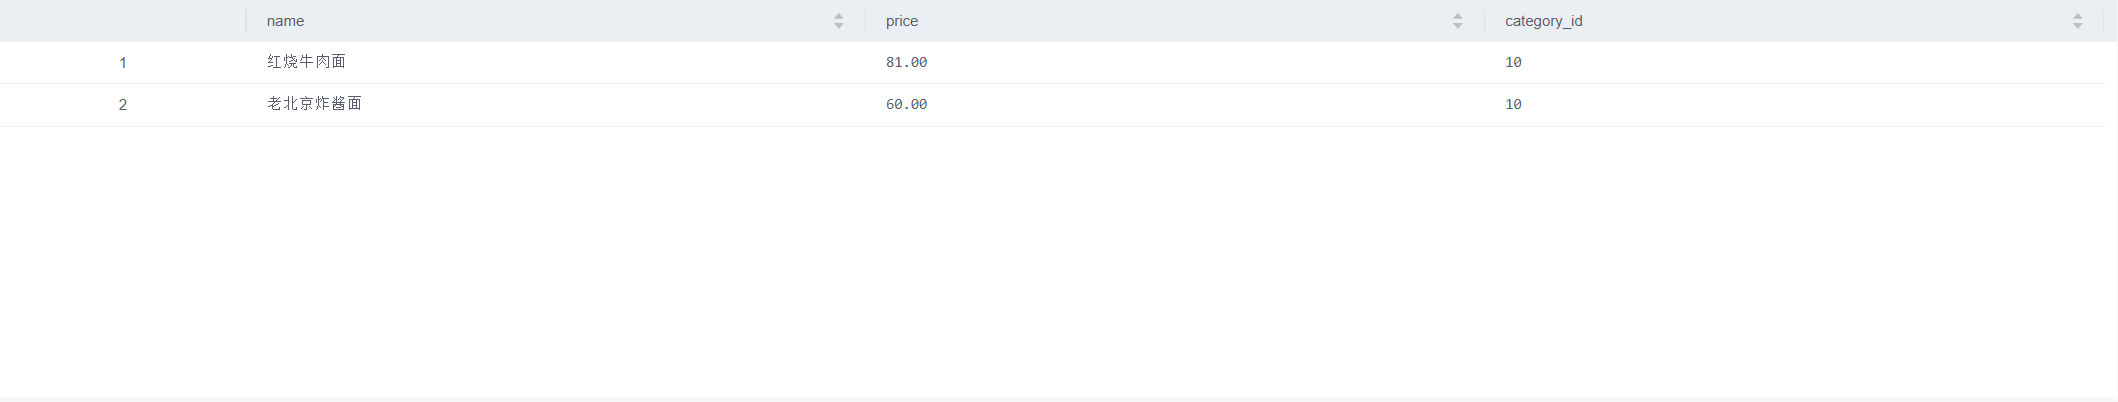 name price category_id
1 红烧牛肉面 81.00 10
2 老北京炸酱面 60.00 10